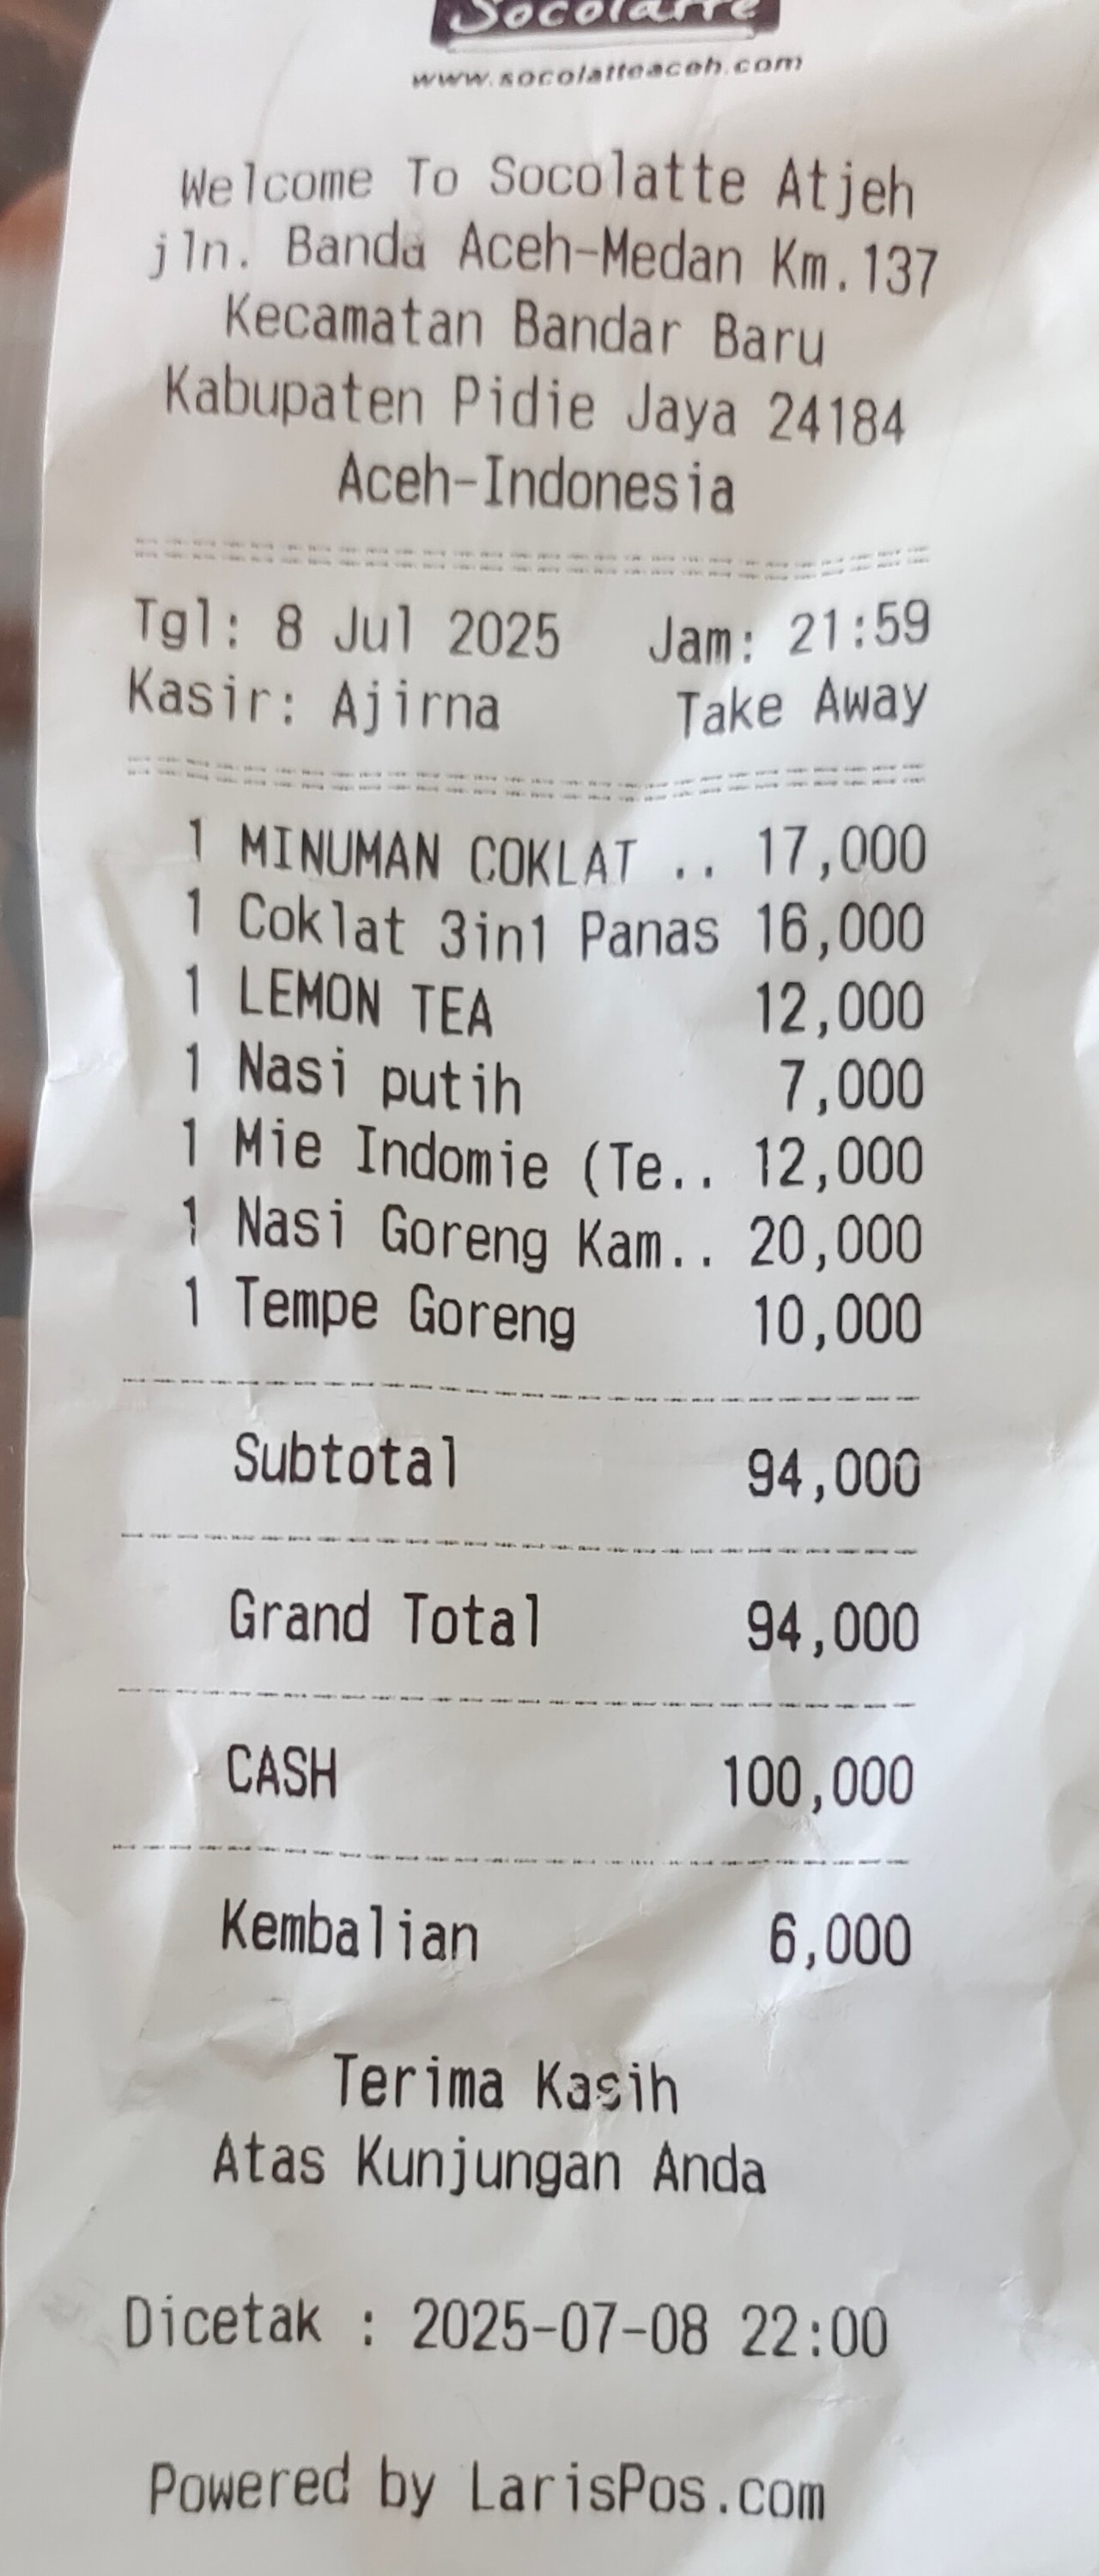 Socolatte
www.socolatteaceh.com
Welcome To Socolatte Atjeh
jln. Banda Aceh-Medan Km.137
Kecamatan Bandar Baru
Kabupaten Pidie Jaya 24184
Aceh-Indonesia
Tgl: 8 Jul 2025 Jam: 21:59
Kasir: Ajirna Take Away
1 MINUMAN COKLAT .. 17,000
1 Coklat 3in1 Panas 16,000
1 LEMON TEA 12,000
1 Nasi putih 7,000
1 Mie Indomie (Te.. 12,000
1 Nasi Goreng Kam.. 20,000
1 Tempe Goreng 10,000
Subtotal 94,000
Grand Total 94,000
CASH 100,000
Kembalian 6,000
Terima Kasih
Atas Kunjungan Anda
Dicetak : 2025-07-08 22:00
Powered by LarisPos.com